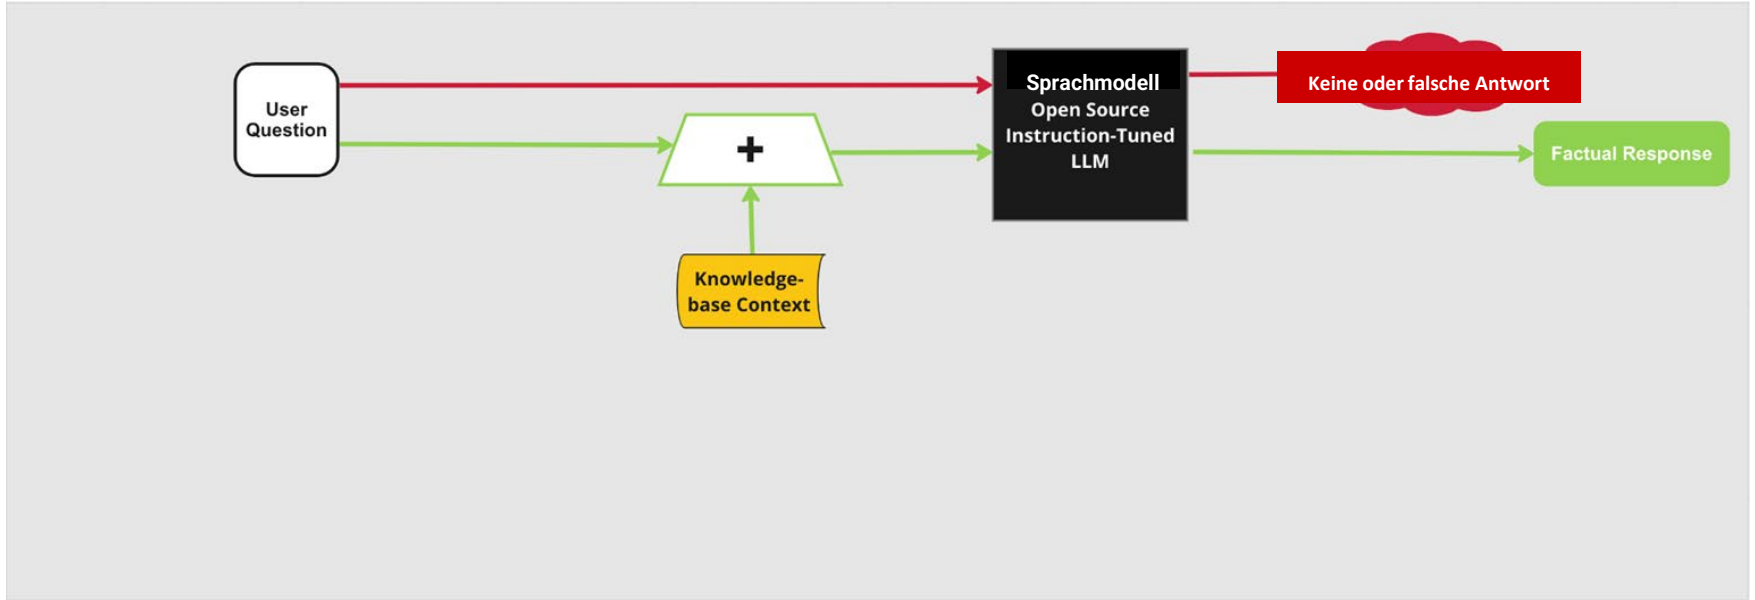 User
Question
+
Knowledge-
base Context
Sprachmodell
Open Source
Instruction-Tuned
LLM
Keine oder falsche Antwort
Factual Response